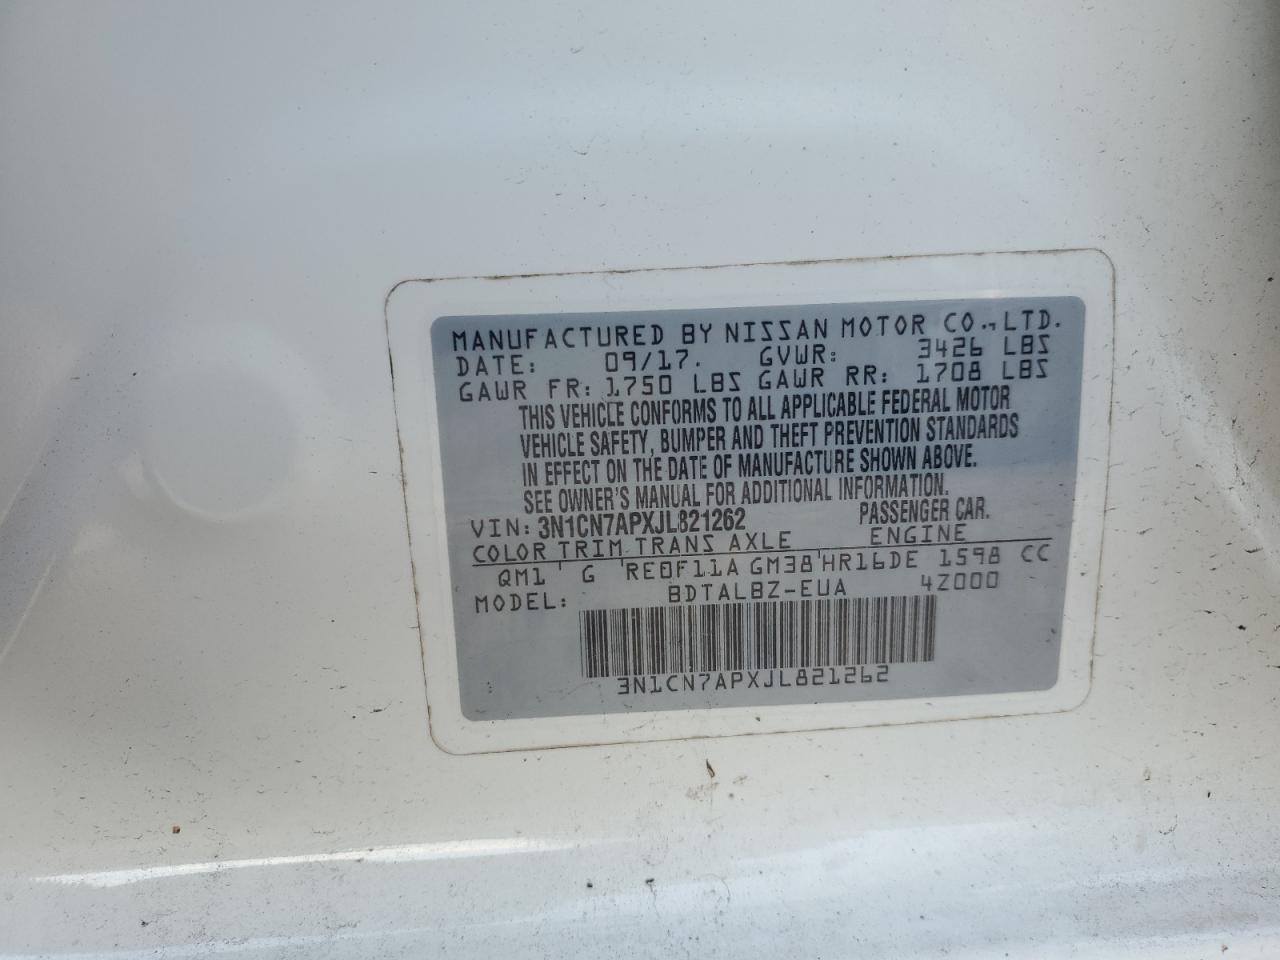 MANUFACTURED BY NISSAN MOTOR CO., LTD.
DATE: 09/17. GVWR: 3426 LBS
GAWR FR: 1750 LBS GAWR RR: 1708 LBS
THIS VEHICLE CONFORMS TO ALL APPLICABLE FEDERAL MOTOR
VEHICLE SAFETY, BUMPER AND THEFT PREVENTION STANDARDS
IN EFFECT ON THE DATE OF MANUFACTURE SHOWN ABOVE.
SEE OWNER'S MANUAL FOR ADDITIONAL INFORMATION.
VIN: 3N1CN7APXJL821262 PASSENGER CAR.
COLOR TRIM TRANS AXLE ENGINE
QM1 G RE0F11A GM38 HR16DE 1598 CC
MODEL: BDTALBZ-EUA 4Z000
3N1CN7APXJL821262